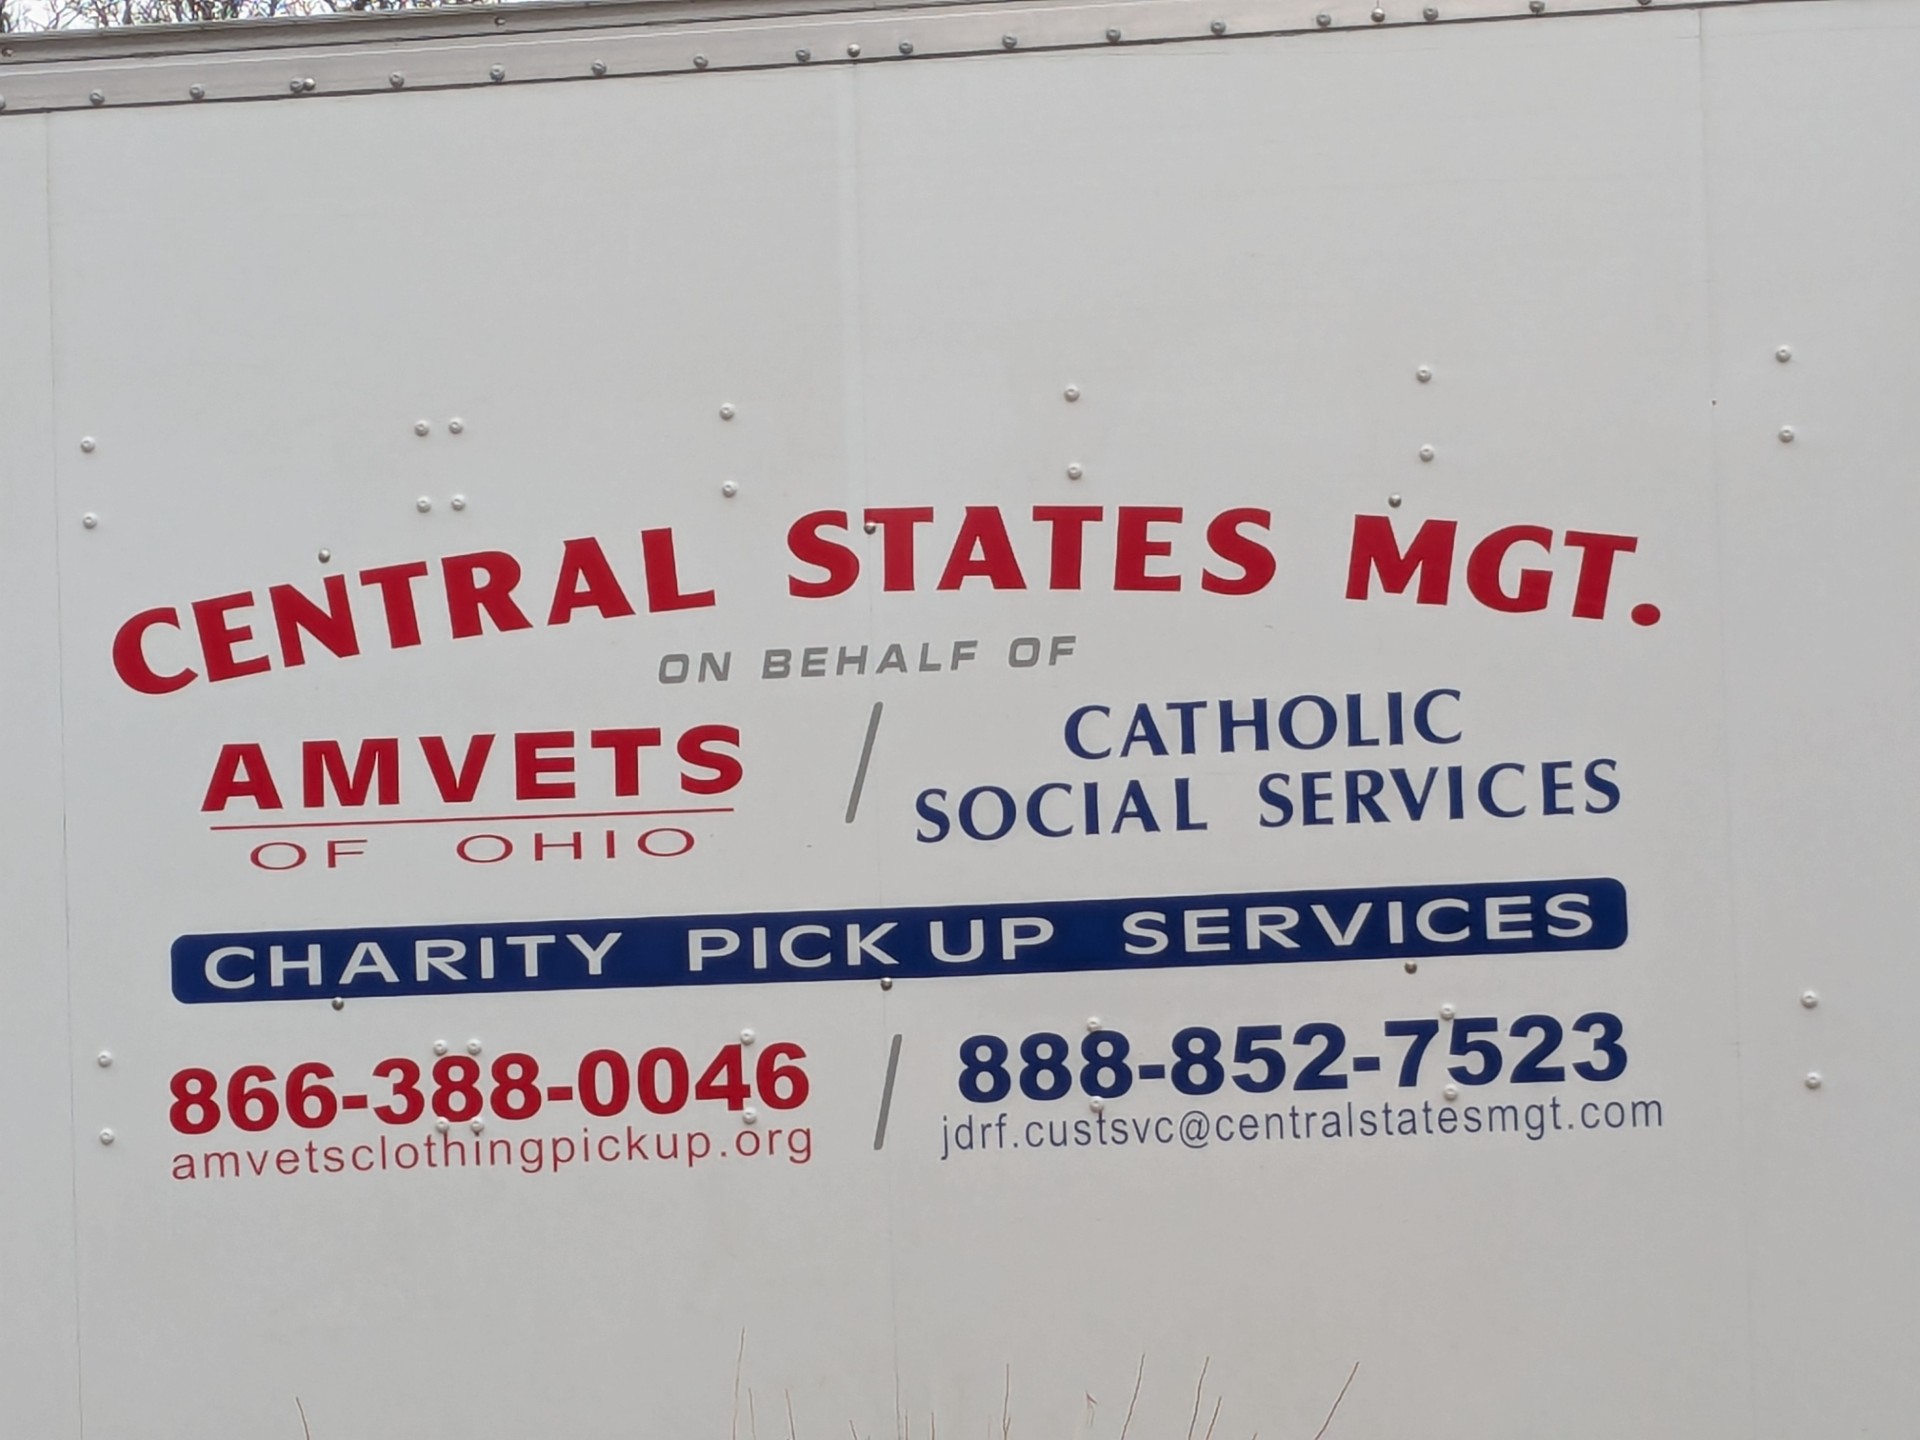 CENTRAL STATES MGT.
ON BEHALF OF
AMVETS
OF OHIO
/
CATHOLIC
SOCIAL SERVICES
CHARITY PICK UP SERVICES
866-388-0046 / 888-852-7523
amvetsclothingpickup.org
jdrf.custsvc@centralstatesmgt.com